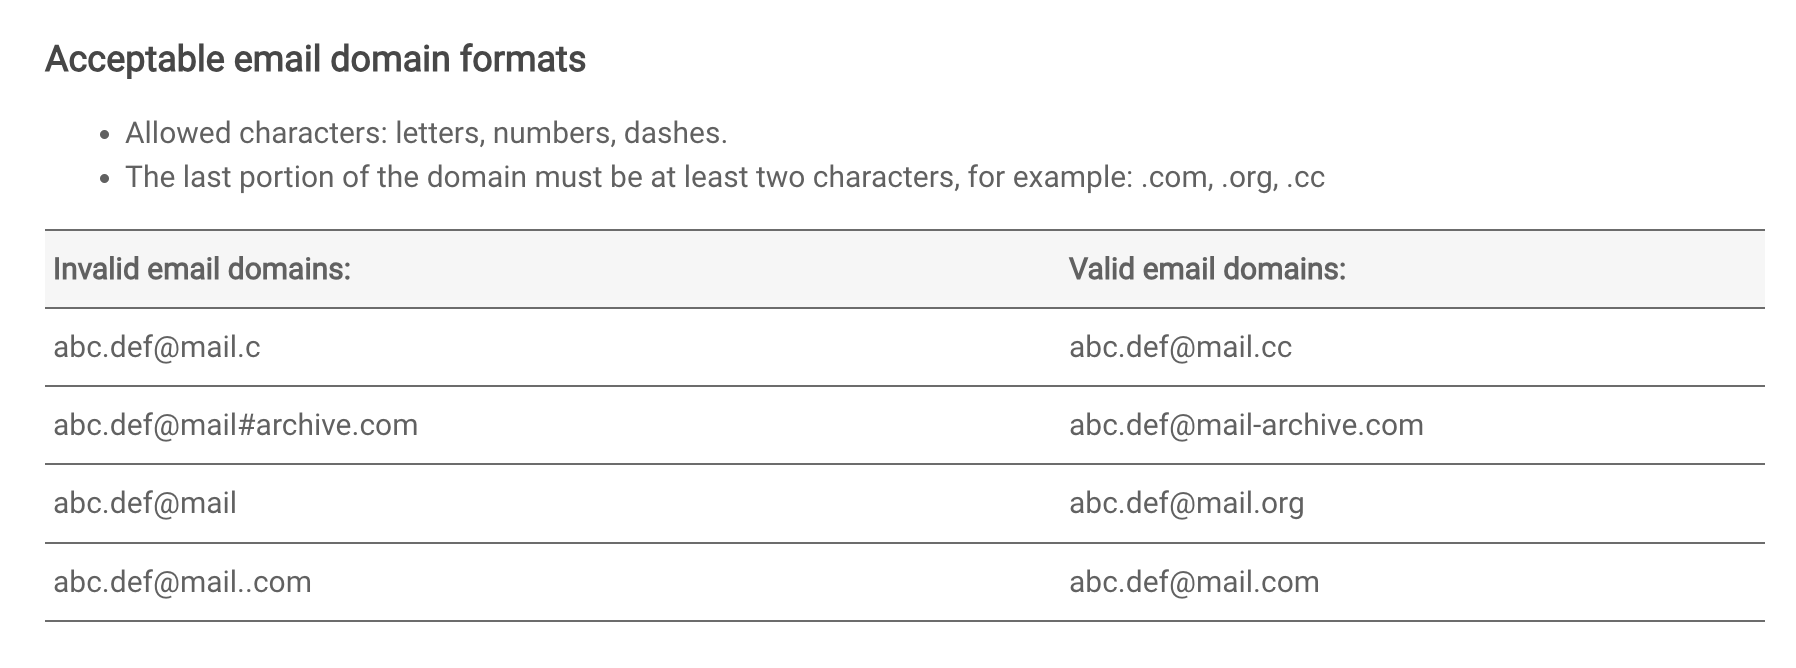 Acceptable email domain formats
• Allowed characters: letters, numbers, dashes.
• The last portion of the domain must be at least two characters, for example: .com, .org, .cc
Invalid email domains: Valid email domains:
abc.def@mail.c abc.def@mail.cc
abc.def@mail#archive.com abc.def@mail-archive.com
abc.def@mail abc.def@mail.org
abc.def@mail..com abc.def@mail.com